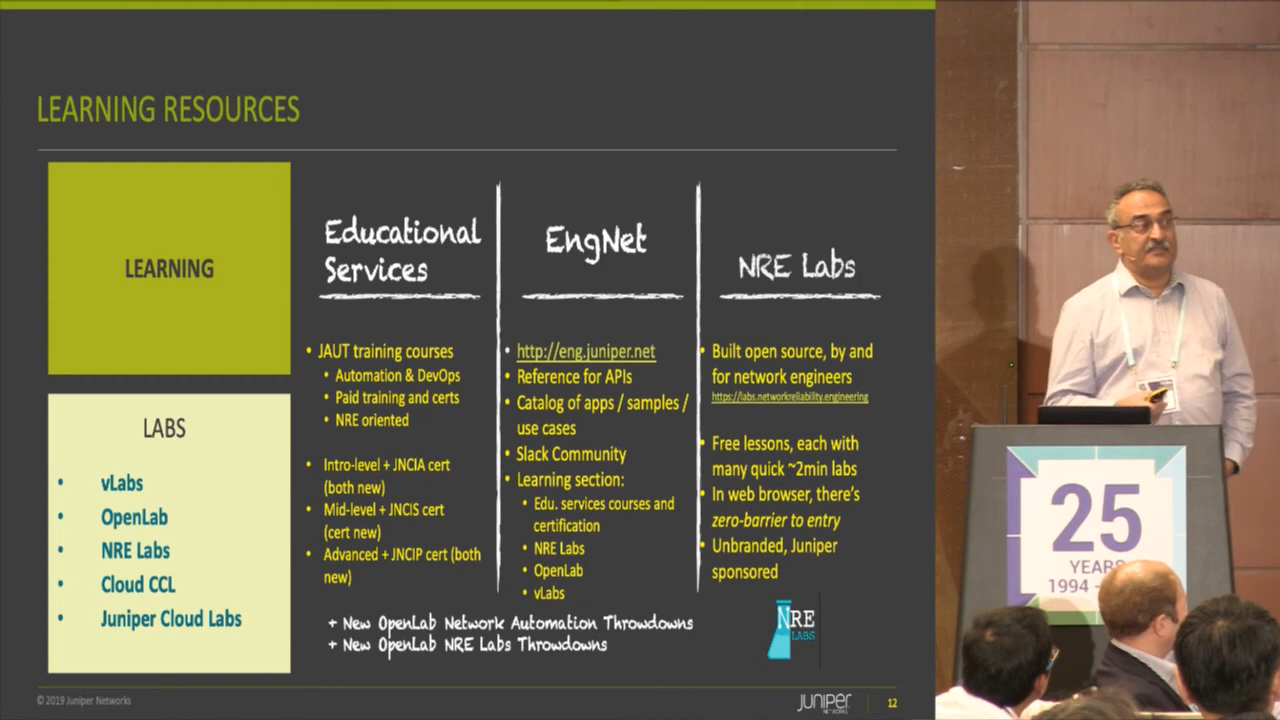 LEARNING RESOURCES
LEARNING
LABS
• vLabs
• OpenLab
• NRE Labs
• Cloud CCL
• Juniper Cloud Labs
Educational
Services
• JAUT training courses
• Automation & DevOps
• Paid training and certs
• NRE oriented
• Intro-level + JNCIA cert
(both new)
• Mid-level + JNCIS cert
(cert new)
• Advanced + JNCIP cert (both
new)
EngNet
• http://eng.juniper.net
• Reference for APIs
• Catalog of apps / samples /
use cases
• Slack Community
• Learning section:
• Edu. services courses and
certification
• NRE Labs
• OpenLab
• vLabs
NRE Labs
• Built open source, by and
for network engineers
https://labs.networkreliability.engineering
• Free lessons, each with
many quick ~2min labs
• In web browser, there's
zero-barrier to entry
• Unbranded, Juniper
sponsored
+ New OpenLab Network Automation Throwdowns
+ New OpenLab NRE Labs Throwdowns
NRE
LABS
© 2019 Juniper Networks
JUNIPER
NETWORKS
12
25
YEARS
1994 -